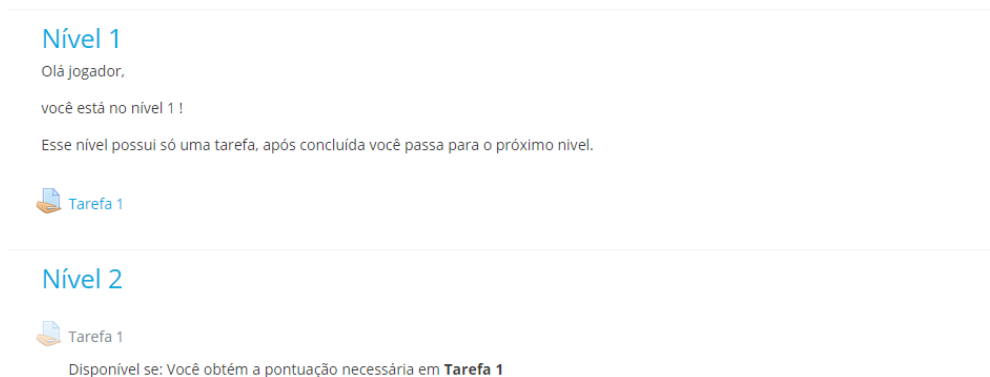 Nível 1
Olá jogador,
você está no nível 1 !
Esse nível possui só uma tarefa, após concluída você passa para o próximo nivel.
Tarefa 1
Nível 2
Tarefa 1
Disponível se: Você obtém a pontuação necessária em Tarefa 1